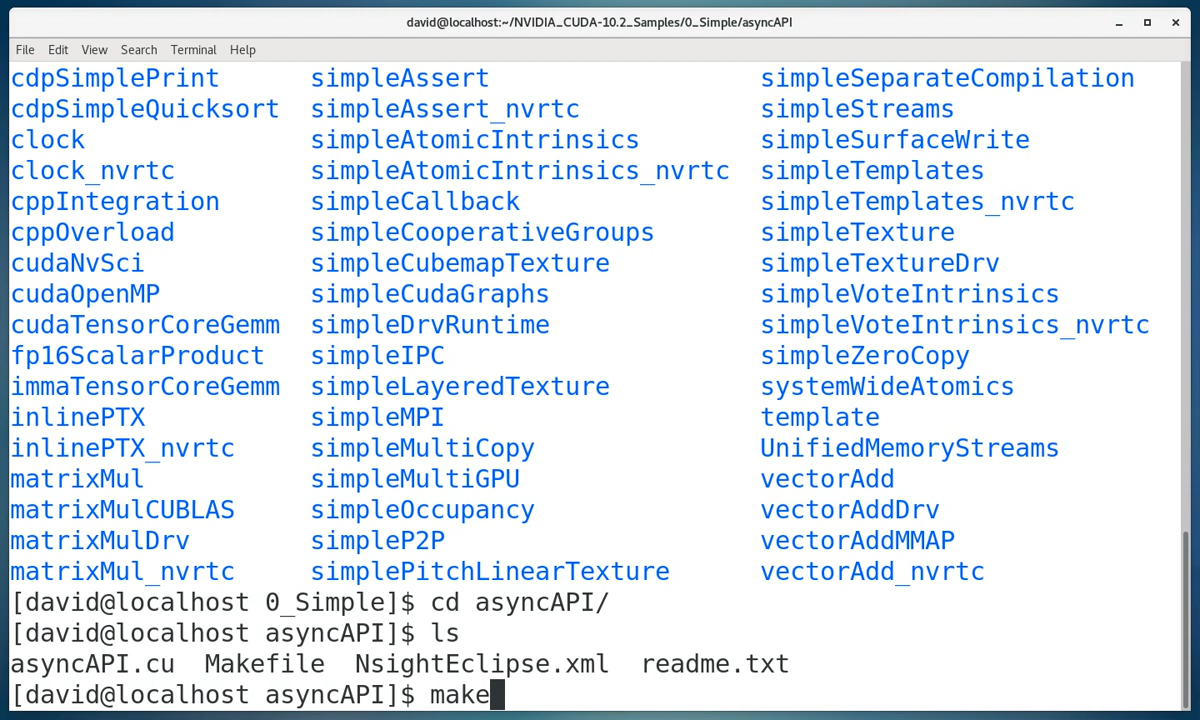 david@localhost:~/NVIDIA_CUDA-10.2_Samples/0_Simple/asyncAPI
File Edit View Search Terminal Help
cdpSimplePrint simpleAssert simpleSeparateCompilation
cdpSimpleQuicksort simpleAssert_nvrtc simpleStreams
clock simpleAtomicIntrinsics simpleSurfaceWrite
clock_nvrtc simpleAtomicIntrinsics_nvrtc simpleTemplates
cppIntegration simpleCallback simpleTemplates_nvrtc
cppOverload simpleCooperativeGroups simpleTexture
cudaNvSci simpleCubemapTexture simpleTextureDrv
cudaOpenMP simpleCudaGraphs simpleVoteIntrinsics
cudaTensorCoreGemm simpleDrvRuntime simpleVoteIntrinsics_nvrtc
fp16ScalarProduct simpleIPC simpleZeroCopy
immaTensorCoreGemm simpleLayeredTexture systemWideAtomics
inlinePTX simpleMPI template
inlinePTX_nvrtc simpleMultiCopy UnifiedMemoryStreams
matrixMul simpleMultiGPU vectorAdd
matrixMulCUBLAS simpleOccupancy vectorAddDrv
matrixMulDrv simpleP2P vectorAddMMAP
matrixMul_nvrtc simplePitchLinearTexture vectorAdd_nvrtc
[david@localhost 0_Simple]$ cd asyncAPI/
[david@localhost asyncAPI]$ ls
asyncAPI.cu Makefile NsightEclipse.xml readme.txt
[david@localhost asyncAPI]$ make